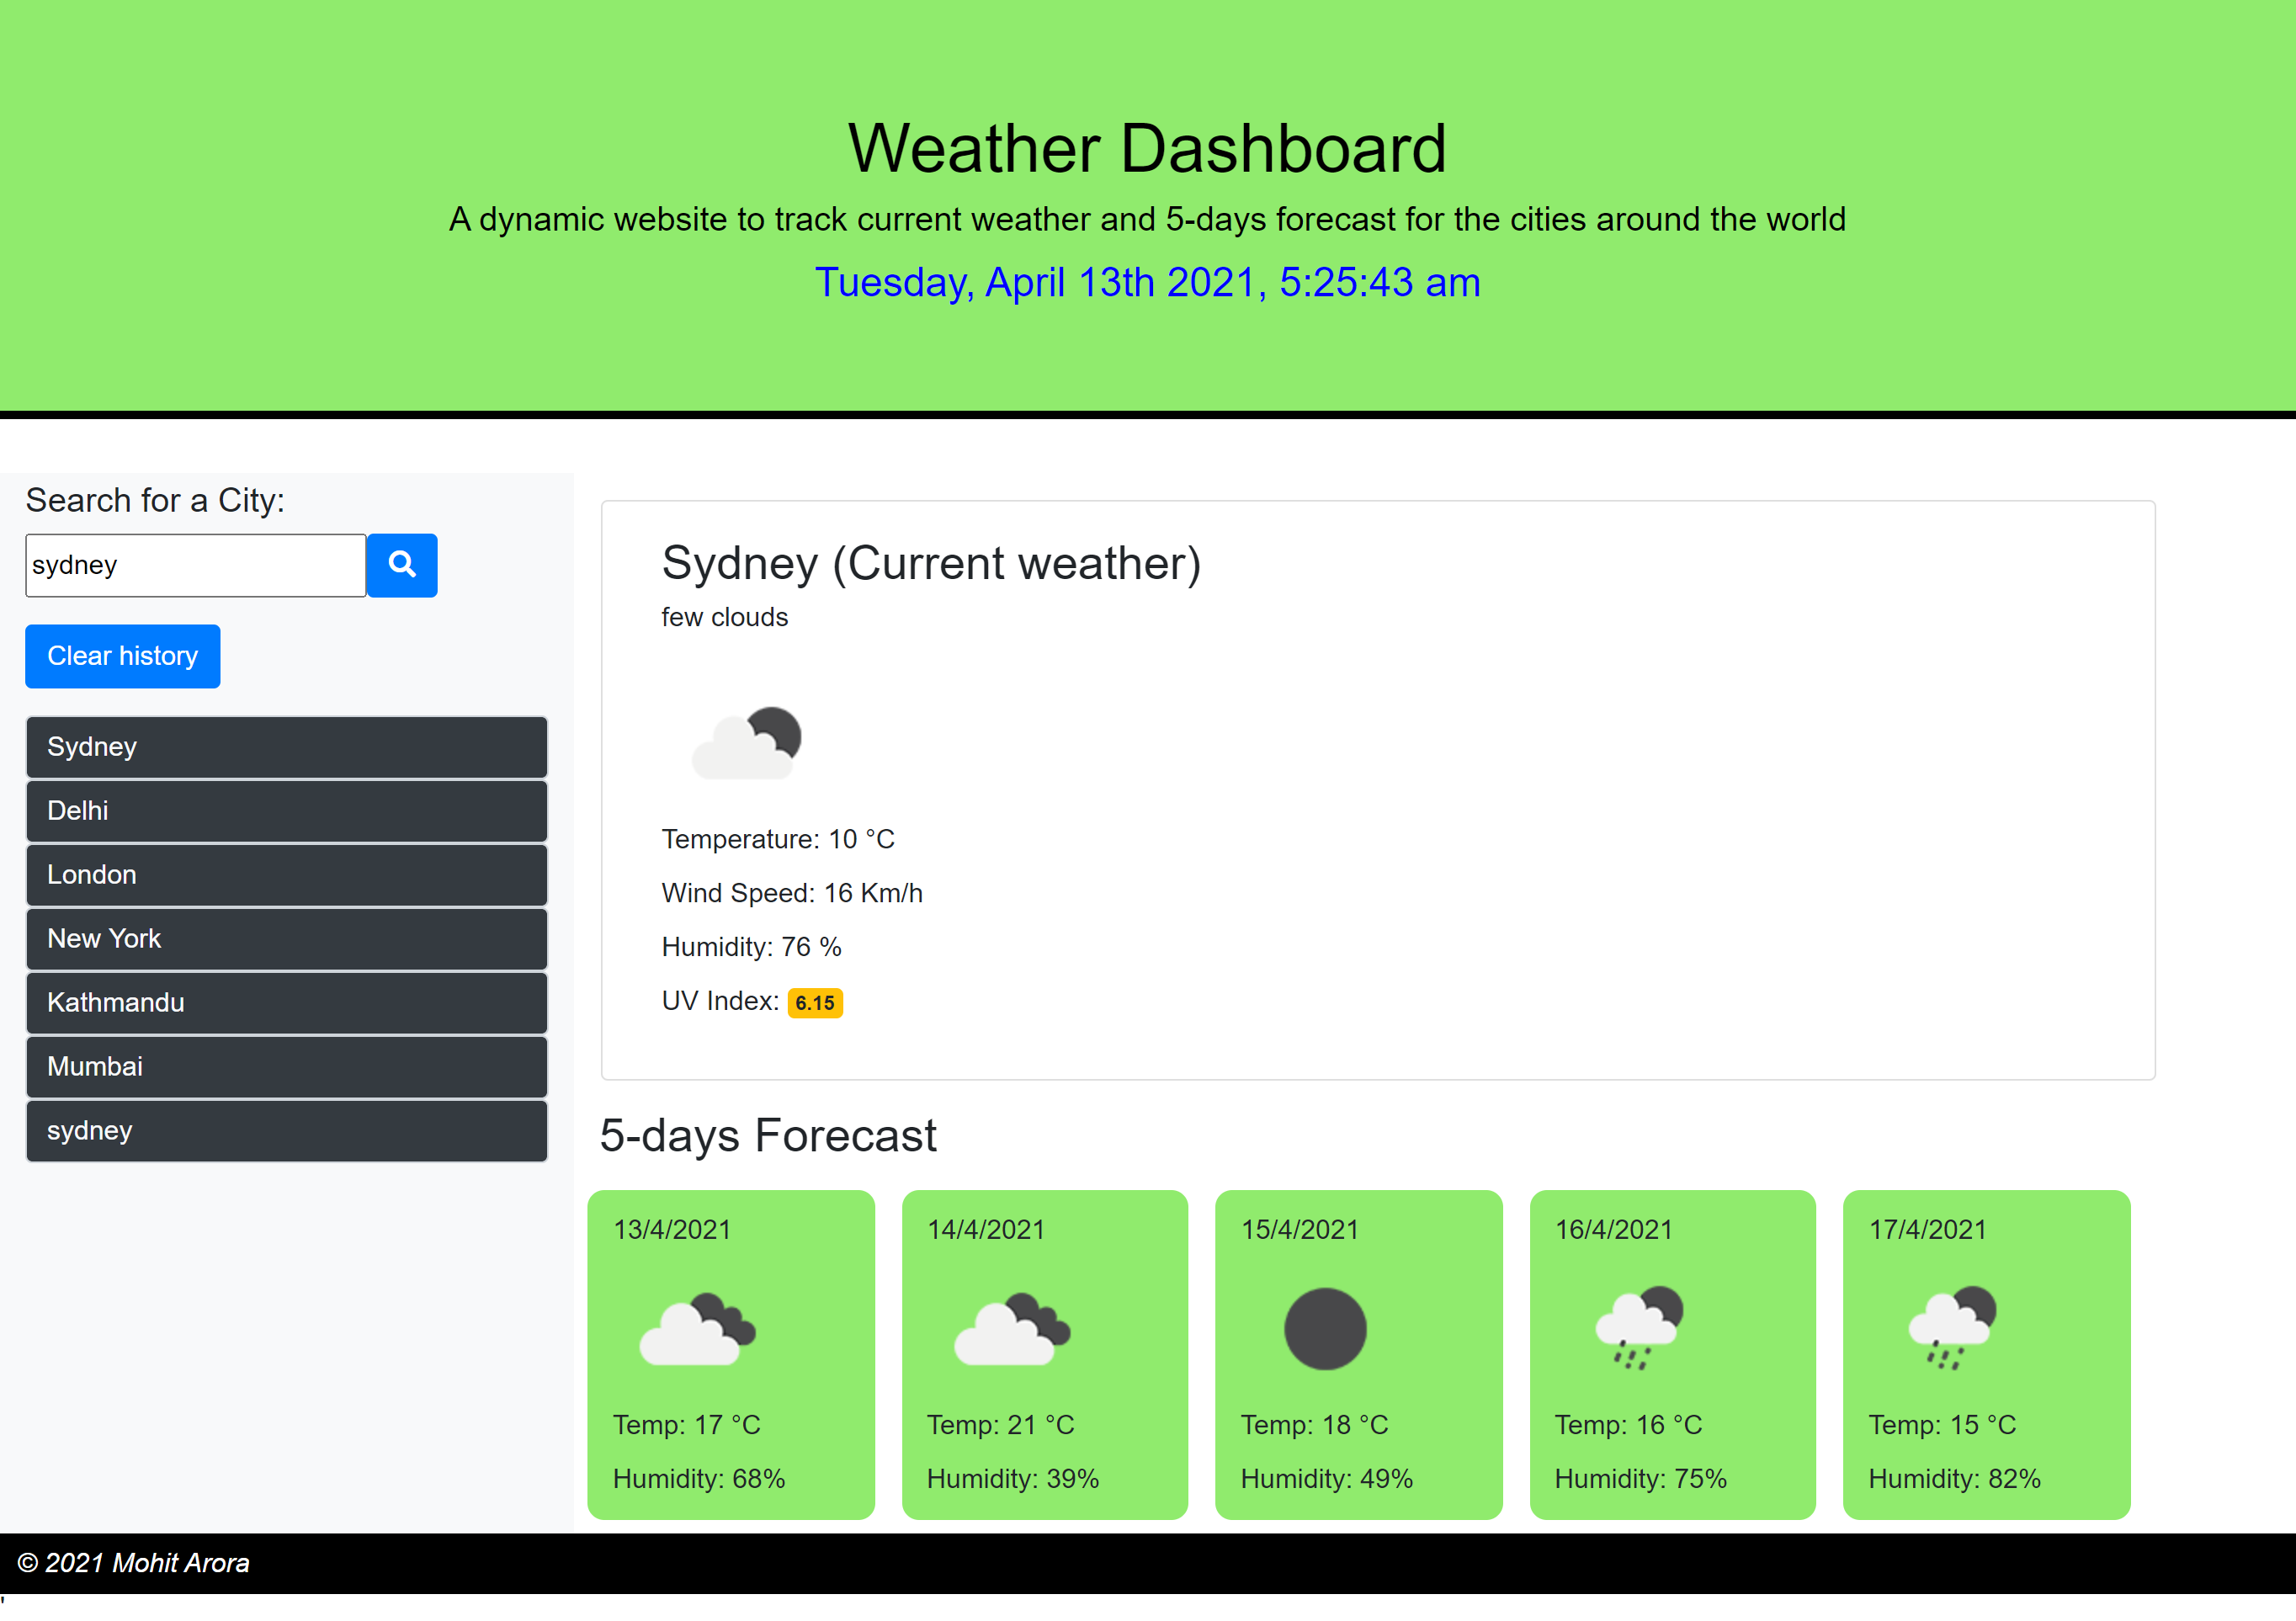 Weather Dashboard
A dynamic website to track current weather and 5-days forecast for the cities around the world
Tuesday, April 13th 2021, 5:25:43 am
Search for a City:
sydney
Clear history
Sydney
Delhi
London
New York
Kathmandu
Mumbai
sydney
Sydney (Current weather)
few clouds
Temperature: 10 °C
Wind Speed: 16 Km/h
Humidity: 76 %
UV Index: 6.15
5-days Forecast
13/4/2021
Temp: 17 °C
Humidity: 68%
14/4/2021
Temp: 21 °C
Humidity: 39%
15/4/2021
Temp: 18 °C
Humidity: 49%
16/4/2021
Temp: 16 °C
Humidity: 75%
17/4/2021
Temp: 15 °C
Humidity: 82%
© 2021 Mohit Arora
'